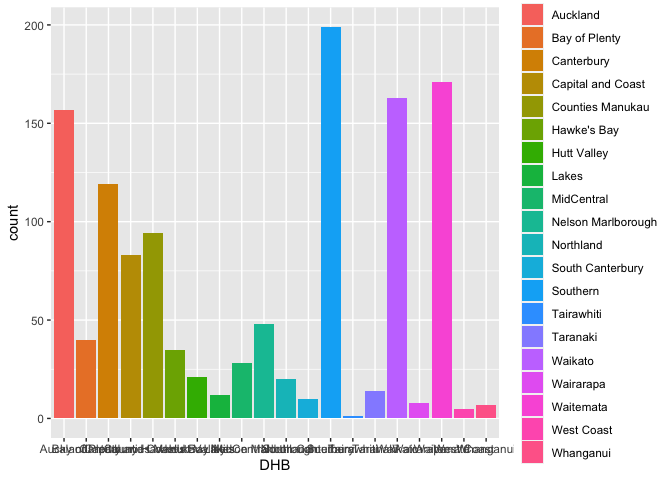 200
150
100
50
0
count
DHB
Auckland
Bay of Plenty
Canterbury
Capital and Coast
Counties Manukau
Hawke's Bay
Hutt Valley
Lakes
MidCentral
Nelson Marlborough
Northland
South Canterbury
Southern
Tairawhiti
Taranaki
Waikato
Wairarapa
Waitemata
West Coast
Whanganui